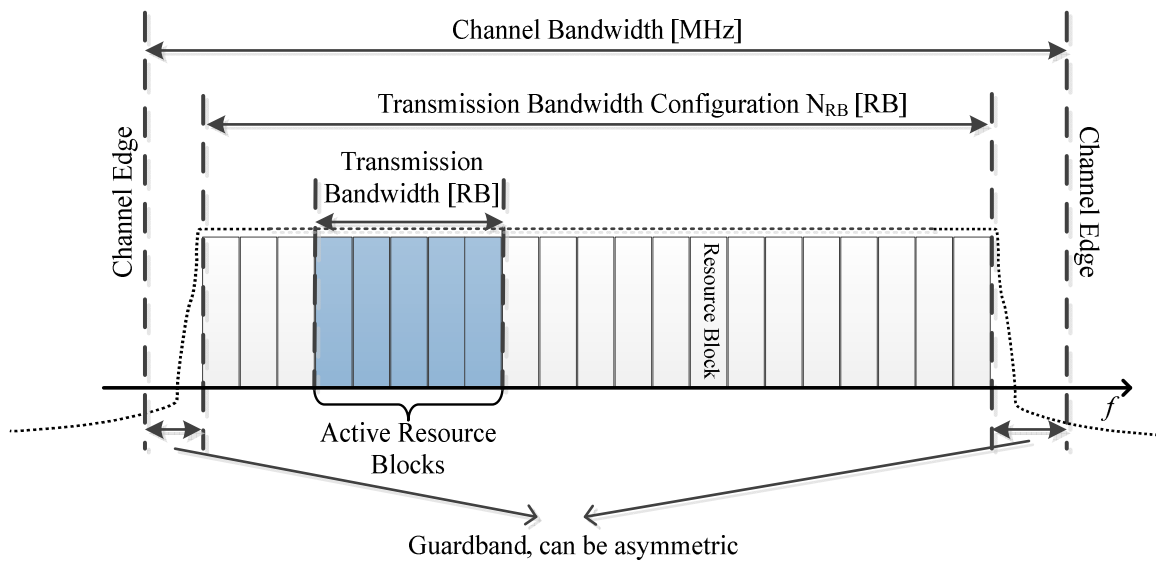 Channel Bandwidth [MHz]
Transmission Bandwidth Configuration NRB [RB]
Channel Edge
Transmission
Bandwidth [RB]
Channel Edge
Resource Block
f
Active Resource
Blocks
Guardband, can be asymmetric